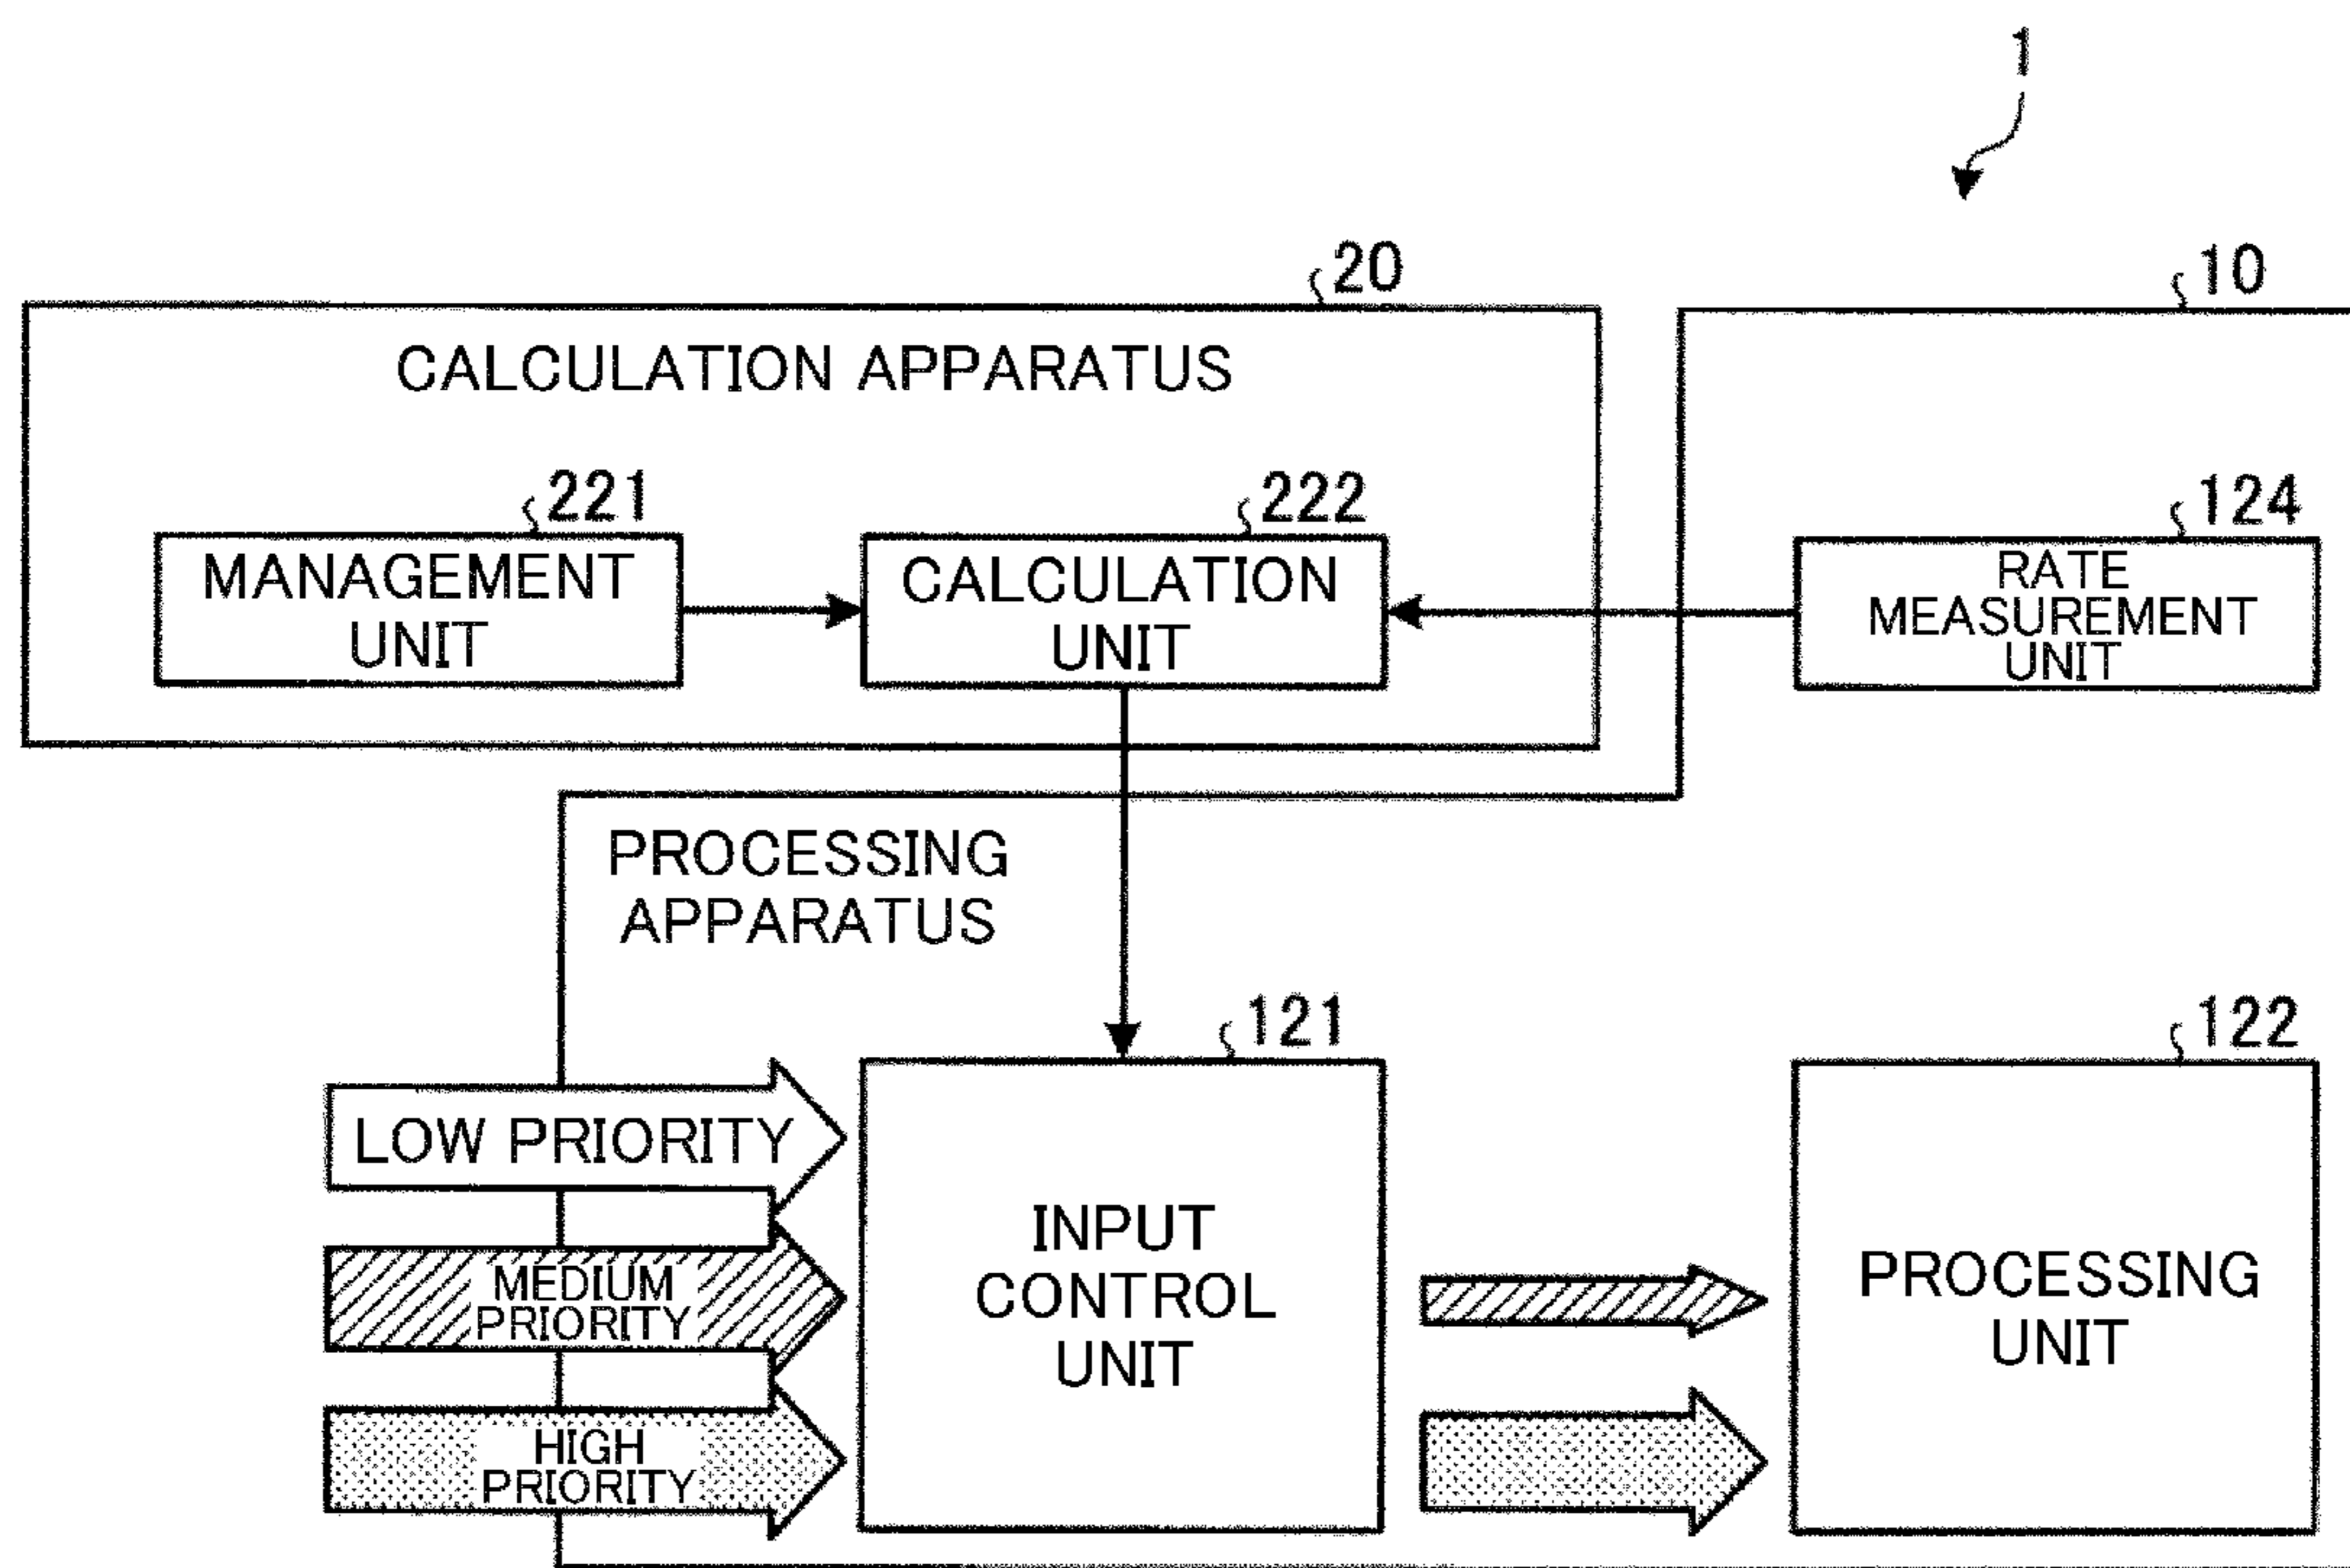 1
20
10
CALCULATION APPARATUS
221
222
124
MANAGEMENT
UNIT
CALCULATION
UNIT
RATE
MEASUREMENT
UNIT
PROCESSING
APPARATUS
121
122
LOW PRIORITY
MEDIUM
PRIORITY
HIGH
PRIORITY
INPUT
CONTROL
UNIT
PROCESSING
UNIT